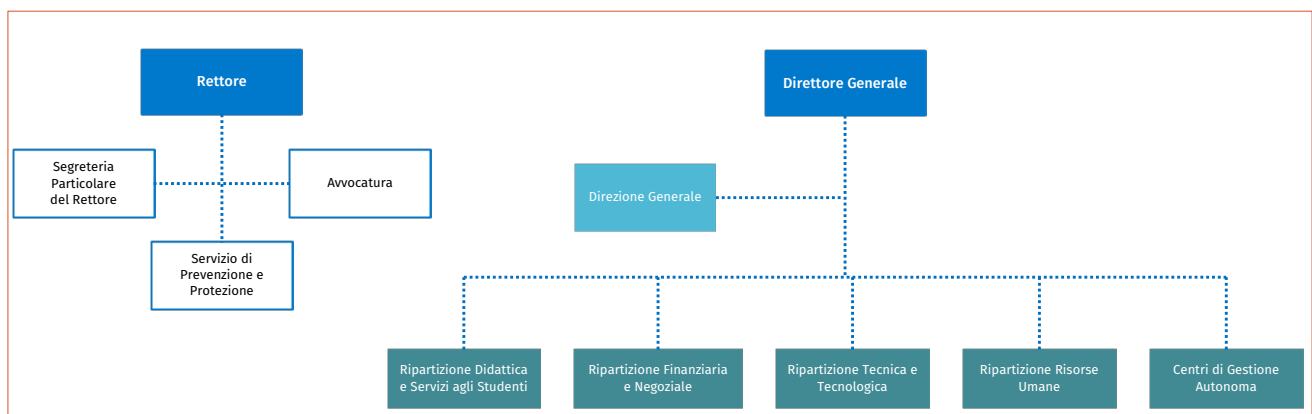 Rettore
Direttore Generale
Segreteria
Particolare
del Rettore
Avvocatura
Direzione Generale
Servizio di
Prevenzione e
Protezione
Ripartizione Didattica
e Servizi agli Studenti
Ripartizione Finanziaria
e Negoziale
Ripartizione Tecnica e
Tecnologica
Ripartizione Risorse
Umane
Centri di Gestione
Autonoma